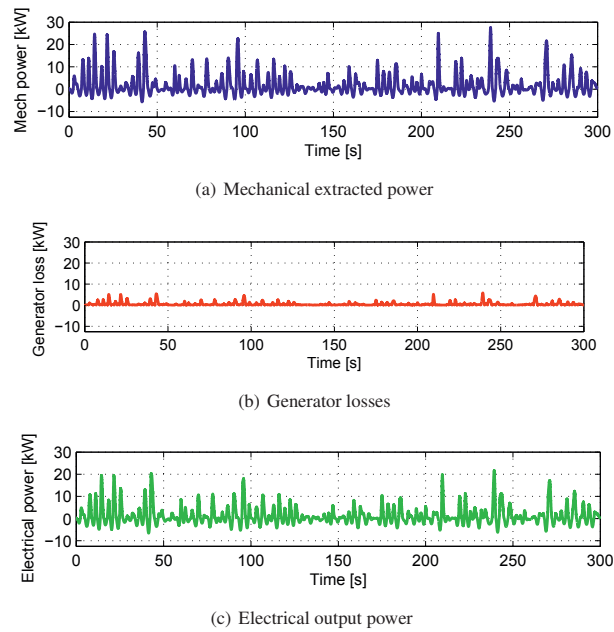 Mech power [kW]
30
20
10
0
−10
0 50 100 150 200 250 300
Time [s]
(a) Mechanical extracted power
Generator loss [kW]
30
20
10
0
−10
0 50 100 150 200 250 300
Time [s]
(b) Generator losses
Electrical power [kW]
30
20
10
0
−10
0 50 100 150 200 250 300
Time [s]
(c) Electrical output power